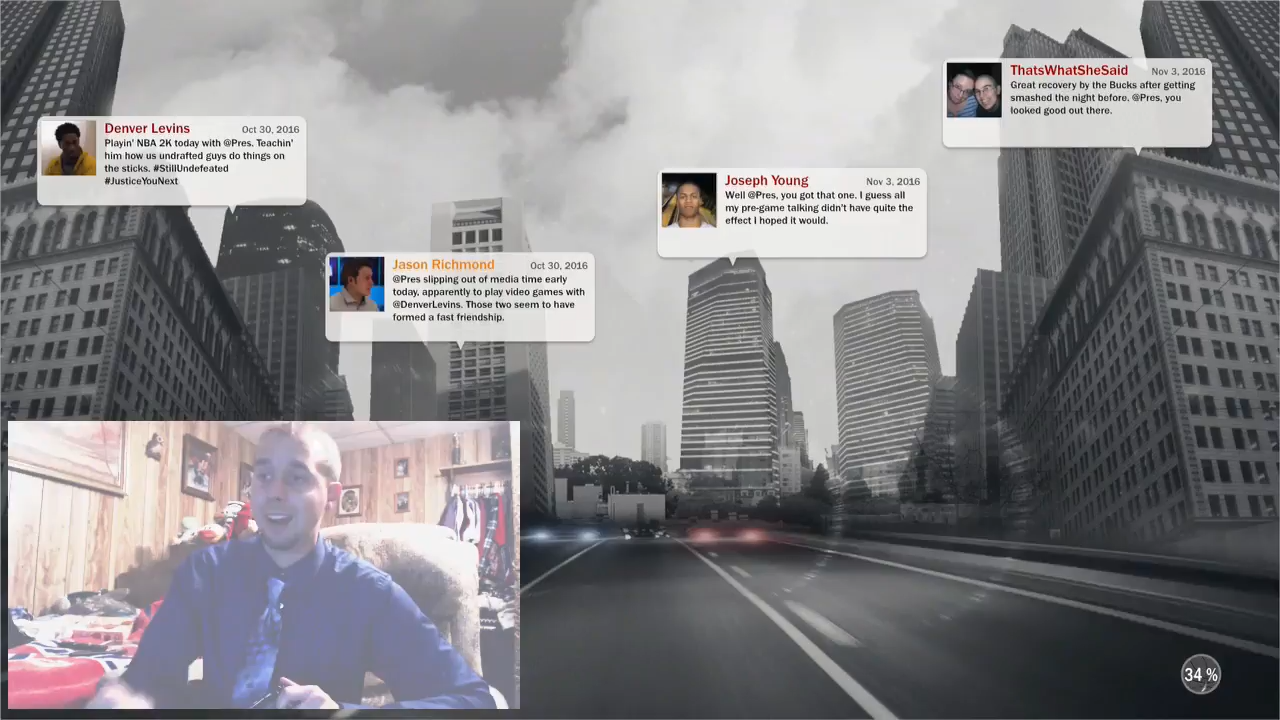 Denver Levins Oct 30, 2016
Playin' NBA 2K today with @Pres. Teachin'
him how us undrafted guys do things on
the sticks. #StillUndefeated
#JusticeYouNext
Jason Richmond Oct 30, 2016
@Pres slipping out of media time early
today, apparently to play video games with
@DenverLevins. Those two seem to have
formed a fast friendship.
Joseph Young Nov 3, 2016
Well @Pres, you got that one. I guess all
my pre-game talking didn't have quite the
effect i hoped it would.
ThatsWhatSheSaid Nov 3, 2016
Great recovery by the Bucks after getting
smashed the night before. @Pres, you
looked good out there.
34 %